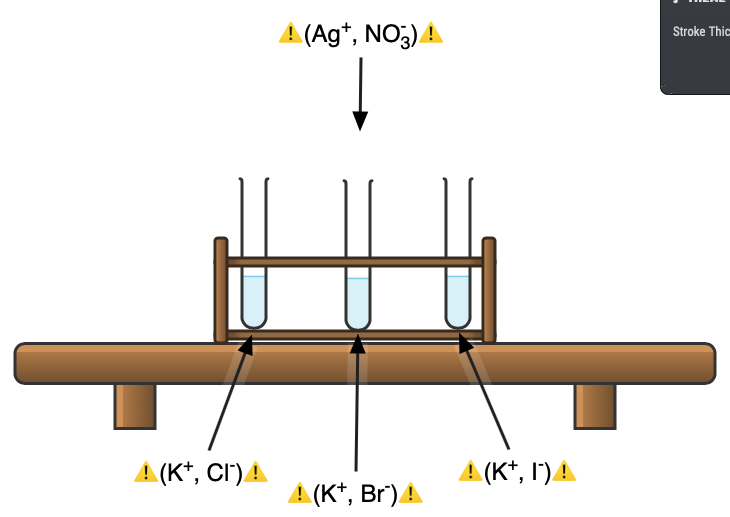 ⚠️(Ag⁺, NO₃⁻)⚠️
Stroke Thic
⚠️(K⁺, Cl⁻)⚠️
⚠️(K⁺, Br⁻)⚠️
⚠️(K⁺, I⁻)⚠️